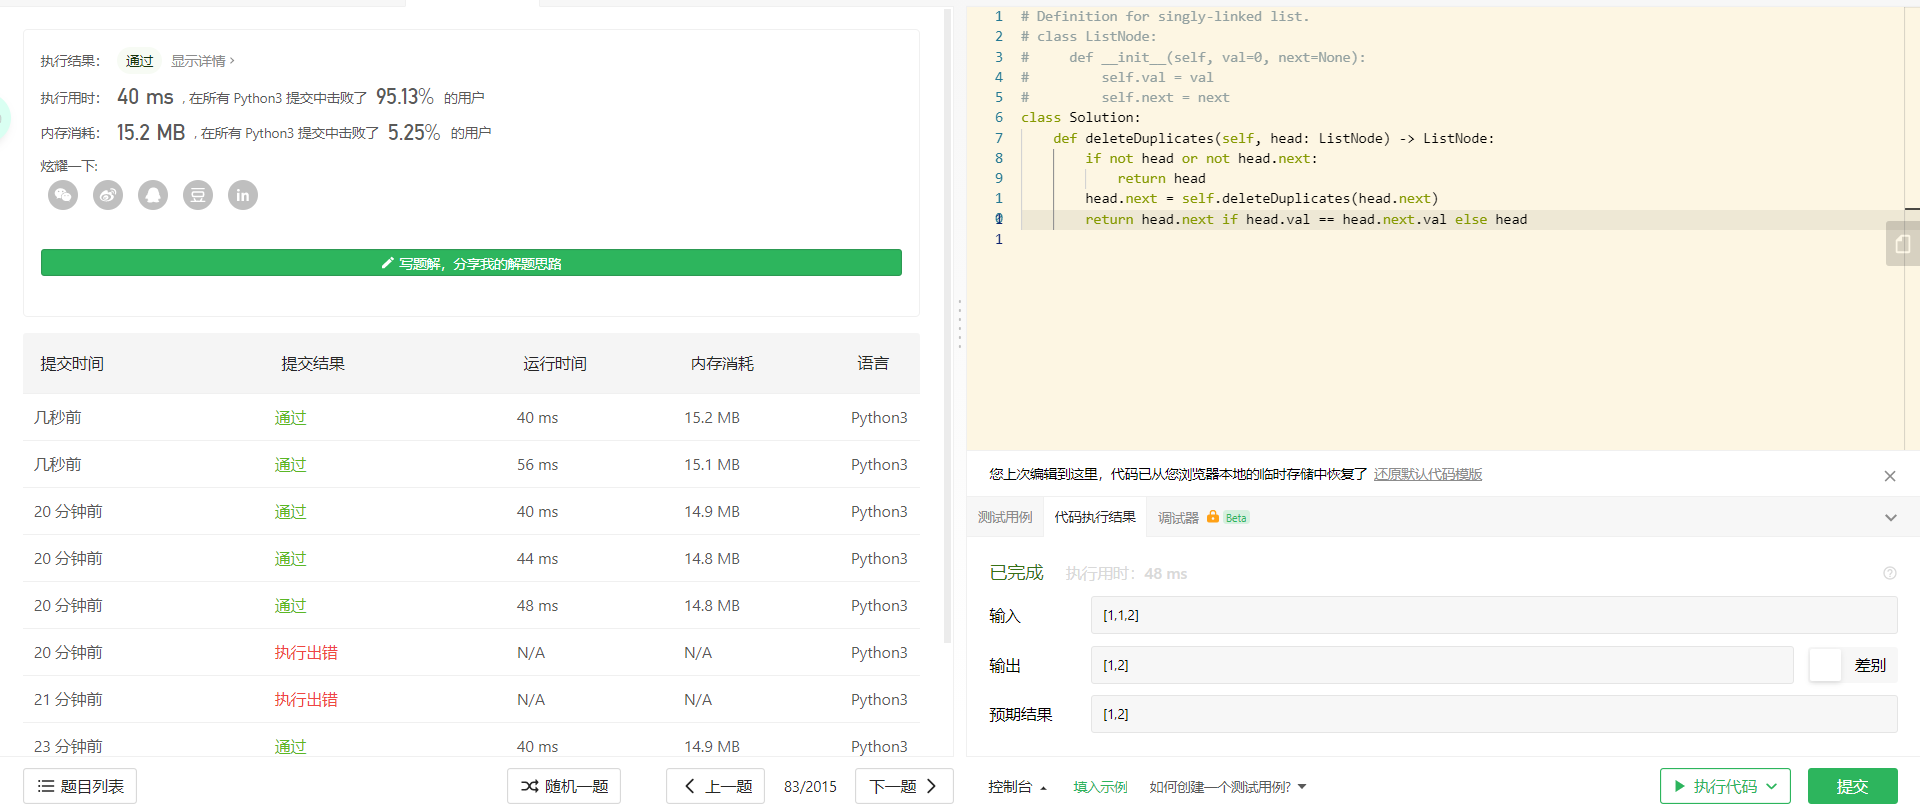 执行结果： 通过 显示详情 ›
执行用时： 40 ms , 在所有 Python3 提交中击败了 95.13% 的用户
内存消耗： 15.2 MB , 在所有 Python3 提交中击败了 5.25% 的用户
炫耀一下:
豆 in
写题解，分享我的解题思路
提交时间 提交结果 运行时间 内存消耗 语言
几秒前 通过 40 ms 15.2 MB Python3
几秒前 通过 56 ms 15.1 MB Python3
20 分钟前 通过 40 ms 14.9 MB Python3
20 分钟前 通过 44 ms 14.8 MB Python3
20 分钟前 通过 48 ms 14.8 MB Python3
20 分钟前 执行出错 N/A N/A Python3
21 分钟前 执行出错 N/A N/A Python3
23 分钟前 通过 40 ms 14.9 MB Python3
题目列表 随机一题 上一题 83/2015 下一题
1 # Definition for singly-linked list.
2 # class ListNode:
3 #     def __init__(self, val=0, next=None):
4 #         self.val = val
5 #         self.next = next
6 class Solution:
7     def deleteDuplicates(self, head: ListNode) -> ListNode:
8         if not head or not head.next:
9             return head
1         head.next = self.deleteDuplicates(head.next)
        return head.next if head.val == head.next.val else head
1
您上次编辑到这里，代码已从您浏览器本地的临时存储中恢复了 还原默认代码模版
测试用例 代码执行结果 调试器 Beta
已完成 执行用时：48 ms
输入 [1,1,2]
输出 [1,2] 差别
预期结果 [1,2]
控制台 填入示例 如何创建一个测试用例? 执行代码 提交